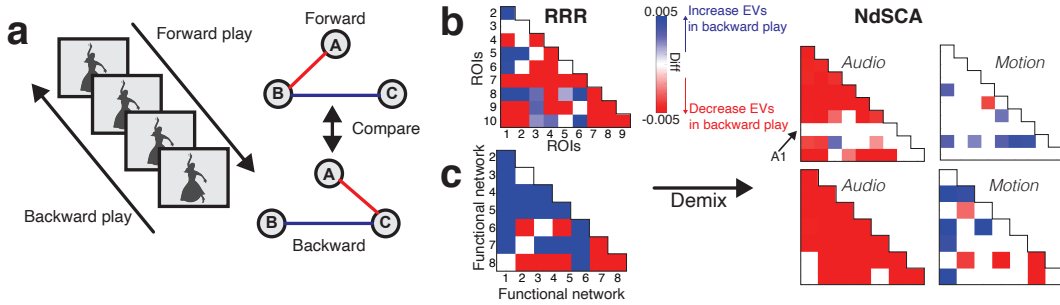 a
Forward play
Backward play
Forward
A
B
C
Compare
A
B
C
Backward
b
RRR
NdSCA
ROIs
2
3
4
5
6
7
8
9
10
1 2 3 4 5 6 7 8 9
ROIs
0.005
Diff
-0.005
Increase EVs
in backward play
Decrease EVs
in backward play
Audio
Motion
A1
c
Functional network
2
3
4
5
6
7
8
1 2 3 4 5 6 7 8
Functional network
Demix
Audio
Motion